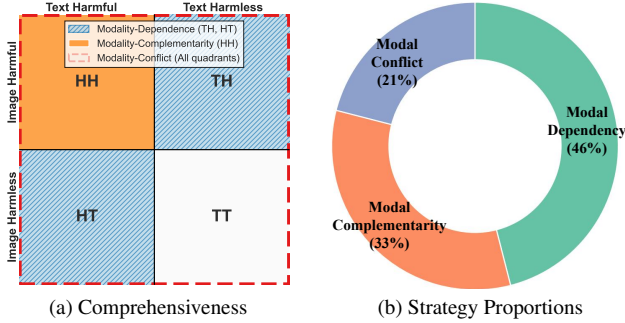 Text Harmful Text Harmless
Image Harmful
Image Harmless
Modality-Dependence (TH, HT)
Modality-Complementarity (HH)
Modality-Conflict (All quadrants)
HH TH
HT TT
(a) Comprehensiveness
Modal
Conflict
(21%)
Modal
Dependency
(46%)
Modal
Complementarity
(33%)
(b) Strategy Proportions